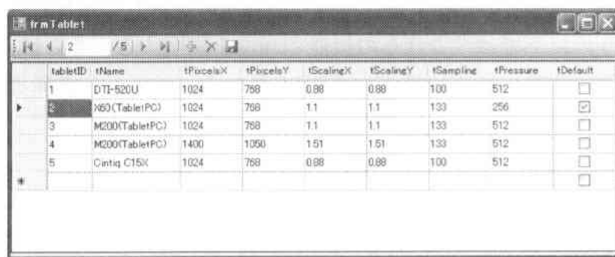 frmTablet
2 /5
tabletID tName tPixcelsX tPixcelsY tScalingX tScalingY tSampling tPressure tDefault
1 DTI-520U 1024 768 0.88 0.88 100 512
2 X60(TabletPC) 1024 768 1.1 1.1 133 256
3 M200(TabletPC) 1024 768 1.1 1.1 133 512
4 M200(TabletPC) 1400 1050 1.51 1.51 133 512
5 Cintiq C15X 1024 768 0.88 0.88 100 512